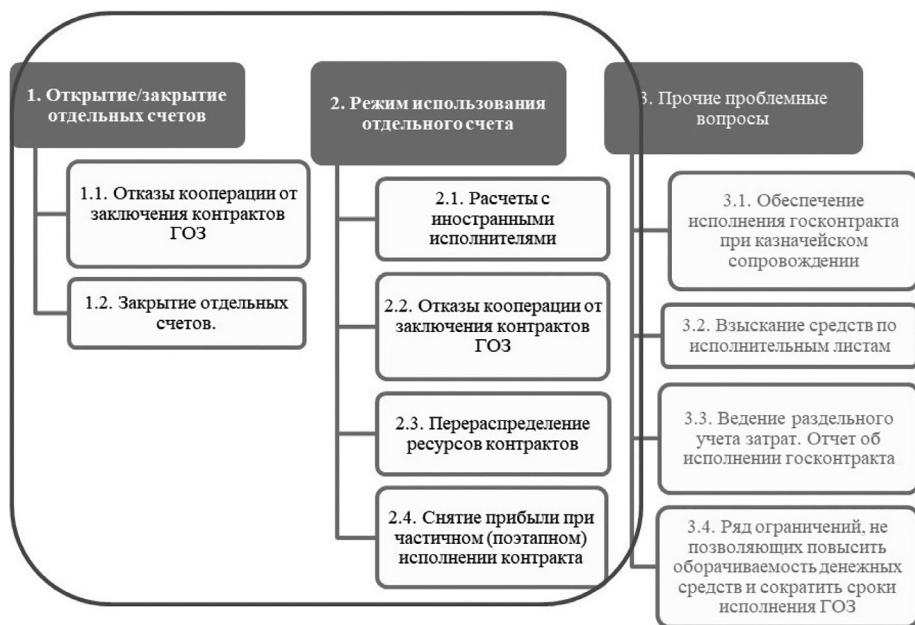 1. Открытие/закрытие
отдельных счетов
1.1. Отказы кооперации от
заключения контрактов
ГОЗ
1.2. Закрытие отдельных
счетов.
2. Режим использования
отдельного счета
2.1. Расчеты с
иностранными
исполнителями
2.2. Отказы кооперации от
заключения контрактов
ГОЗ
2.3. Перераспределение
ресурсов контрактов
2.4. Снятие прибыли при
частичном (поэтапном)
исполнении контракта
3. Прочие проблемные
вопросы
3.1. Обеспечение
исполнения госконтракта
при казначейском
сопровождении
3.2. Взыскание средств по
исполнительным листам
3.3. Ведение раздельного
учета затрат. Отчет об
исполнении госконтракта
3.4. Ряд ограничений, не
позволяющих повысить
оборачиваемость денежных
средств и сократить сроки
исполнения ГОЗ